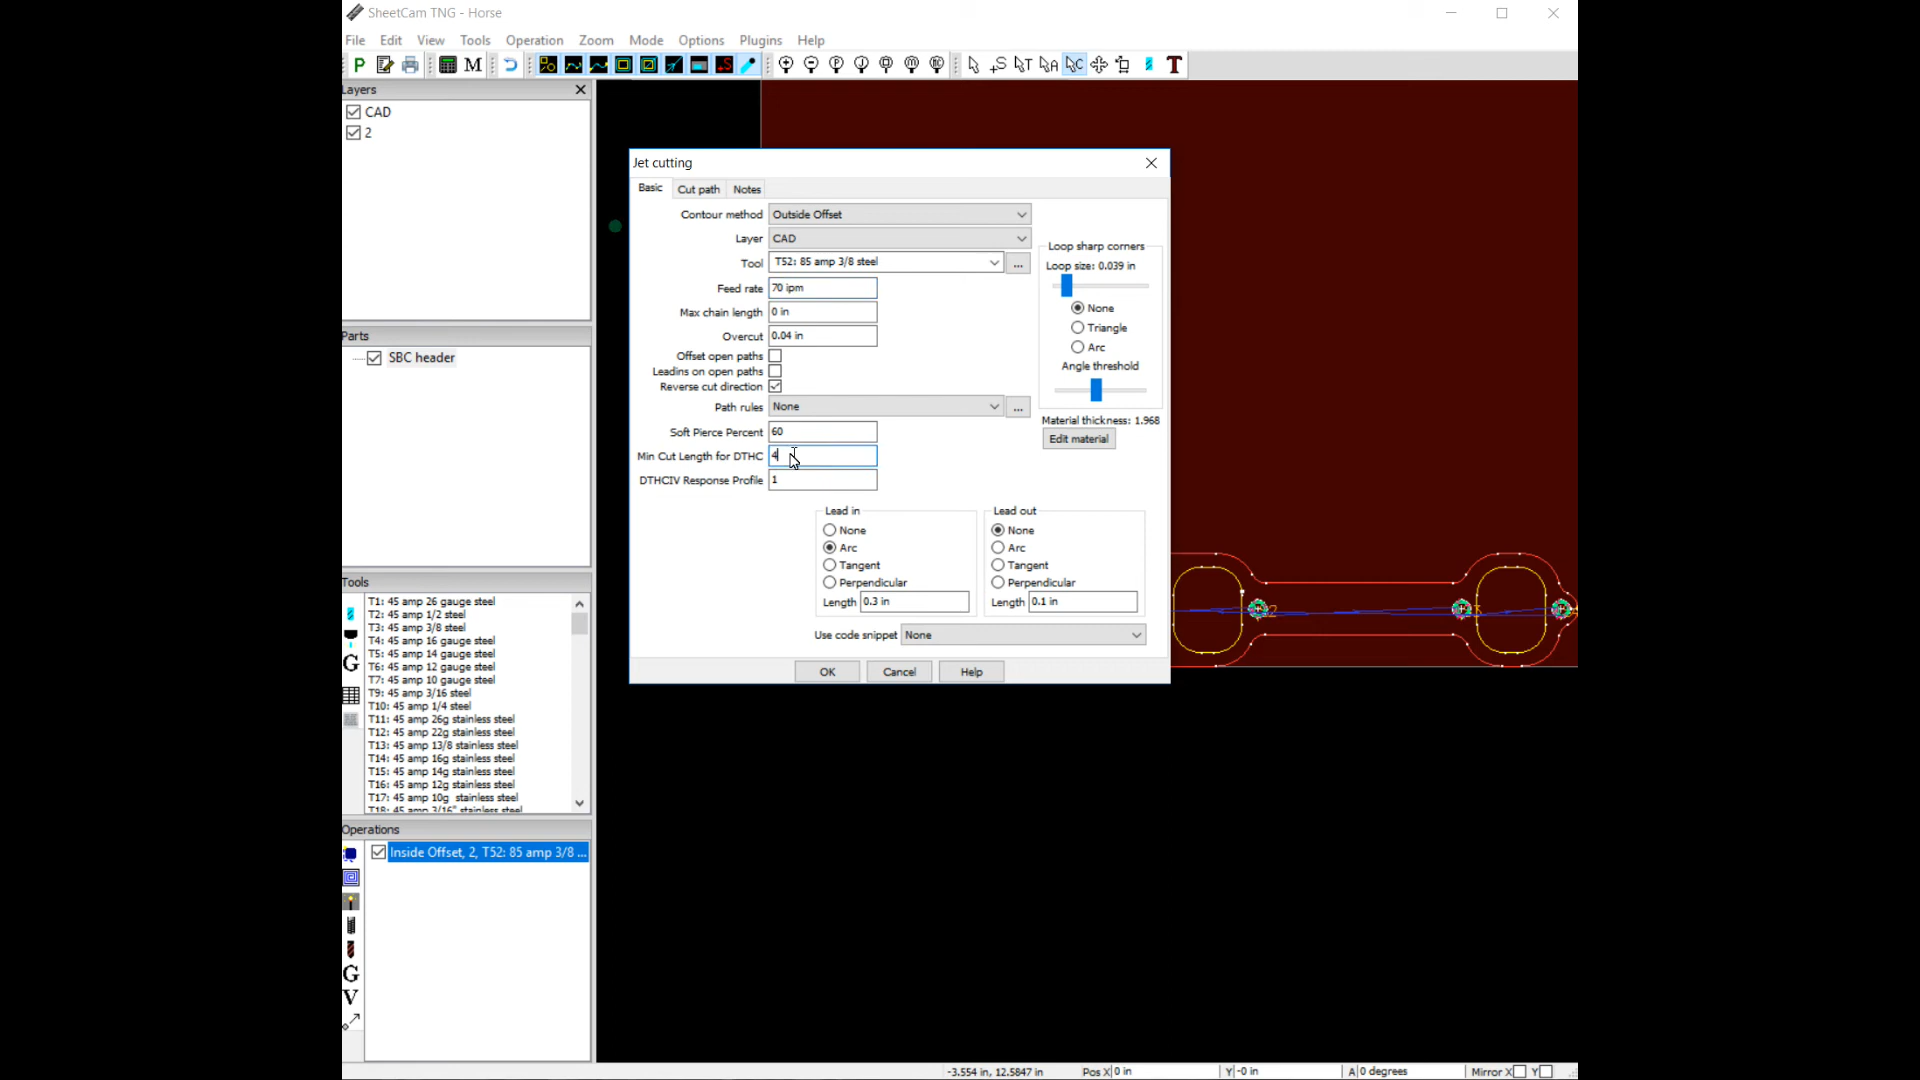 SheetCam TNG - Horse
File Edit View Tools Operation Zoom Mode Options Plugins Help
P M P J M T S T A C T
Layers
CAD
2
Parts
SBC header
Tools
T1: 45 amp 26 gauge steel
T2: 45 amp 1/2 steel
T3: 45 amp 3/8 steel
T4: 45 amp 16 gauge steel
T5: 45 amp 14 gauge steel
T6: 45 amp 12 gauge steel
T7: 45 amp 10 gauge steel
T9: 45 amp 3/16 steel
T10: 45 amp 1/4 steel
T11: 45 amp 26g stainless steel
T12: 45 amp 22g stainless steel
T13: 45 amp 13/8 stainless steel
T14: 45 amp 16g stainless steel
T15: 45 amp 14g stainless steel
T16: 45 amp 12g stainless steel
T17: 45 amp 10g stainless steel
T18: 45 amp 3/16" stainless steel
G
Operations
Inside Offset, 2, T52: 85 amp 3/8 ...
G
V
Jet cutting
Basic Cut path Notes
Contour method Outside Offset
Layer CAD
Tool T52: 85 amp 3/8 steel ...
Feed rate 70 ipm
Max chain length 0 in
Overcut 0.04 in
Offset open paths
Leadins on open paths
Reverse cut direction
Path rules None ...
Soft Pierce Percent 60
Min Cut Length for DTHC 4
DTHCIV Response Profile 1
Loop sharp corners
Loop size: 0.039 in
None
Triangle
Arc
Angle threshold
Material thickness: 1.968
Edit material
Lead in
None
Arc
Tangent
Perpendicular
Length 0.3 in
Lead out
None
Arc
Tangent
Perpendicular
Length 0.1 in
Use code snippet None
OK Cancel Help
-3.554 in, 12.5847 in Pos X 0 in Y -0 in A 0 degrees Mirror X Y